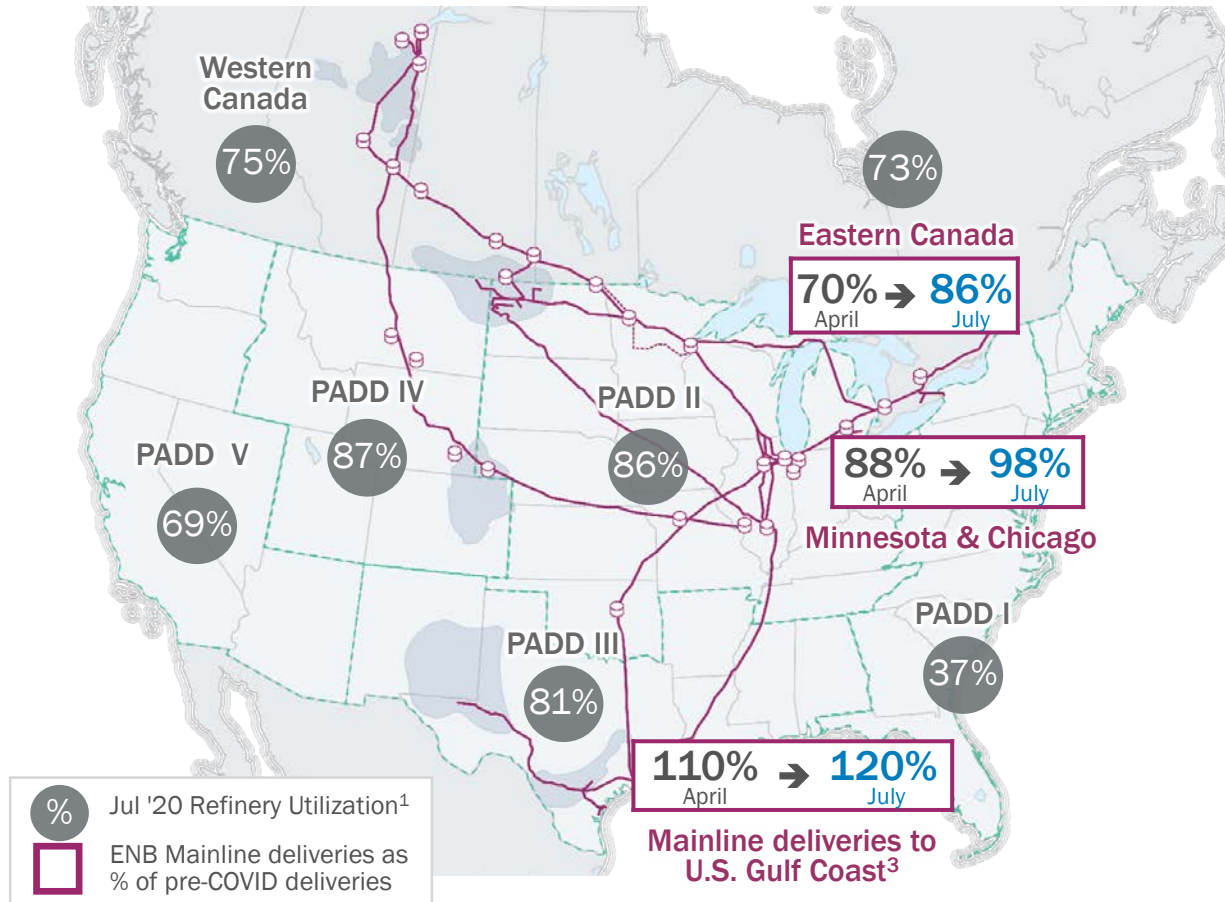 Western
Canada
75%
73%
Eastern Canada
70% ➔ 86%
April July
PADD IV
87%
PADD II
86%
PADD V
69%
88% ➔ 98%
April July
Minnesota & Chicago
PADD III
81%
PADD I
37%
110% ➔ 120%
April July
Mainline deliveries to
U.S. Gulf Coast³
% Jul '20 Refinery Utilization¹
ENB Mainline deliveries as
% of pre-COVID deliveries